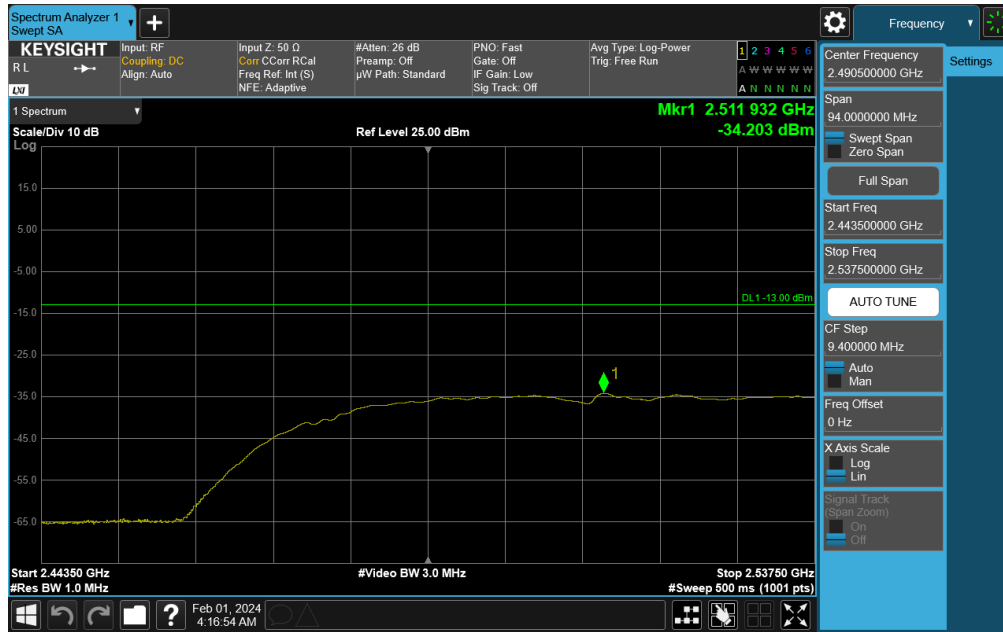 Spectrum Analyzer 1
Swept SA
Frequency
KEYSIGHT
R L
LXI
Input: RF
Coupling: DC
Align: Auto
Input Z: 50 Ω
Corr CCorr RCal
Freq Ref: Int (S)
NFE: Adaptive
#Atten: 26 dB
Preamp: Off
µW Path: Standard
PNO: Fast
Gate: Off
IF Gain: Low
Sig Track: Off
Avg Type: Log-Power
Trig: Free Run
1 2 3 4 5 6
A W W W W W
A N N N N N
1 Spectrum
Mkr1 2.511 932 GHz
-34.203 dBm
Scale/Div 10 dB
Ref Level 25.00 dBm
Log
15.0
5.00
-5.00
-15.0
-25.0
-35.0
-45.0
-55.0
-65.0
DL1 -13.00 dBm
1
Start 2.44350 GHz
#Video BW 3.0 MHz
Stop 2.53750 GHz
#Res BW 1.0 MHz
#Sweep 500 ms (1001 pts)
Feb 01, 2024
4:16:54 AM
?
Center Frequency
2.490500000 GHz
Span
94.0000000 MHz
Swept Span
Zero Span
Full Span
Start Freq
2.443500000 GHz
Stop Freq
2.537500000 GHz
AUTO TUNE
CF Step
9.400000 MHz
Auto
Man
Freq Offset
0 Hz
X Axis Scale
Log
Lin
Signal Track
(Span Zoom)
On
Off
Settings